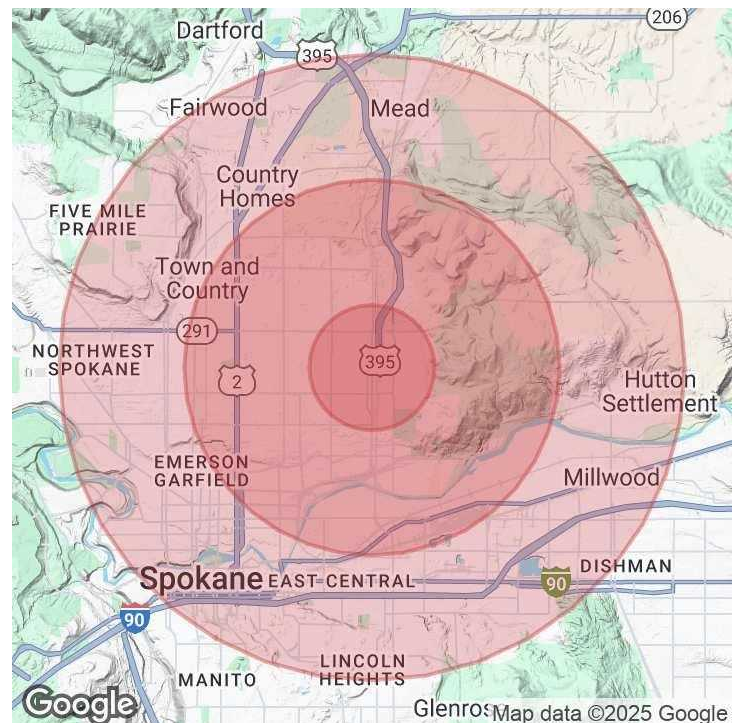 206
Dartford
395
Fairwood
Mead
Country
Homes
FIVE MILE
PRAIRIE
Town and
Country
291
NORTHWEST
SPOKANE
395
2
Hutton
Settlement
EMERSON
GARFIELD
Millwood
Spokane
EAST CENTRAL
DISHMAN
90
90
LINCOLN
HEIGHTS
MANITO
Google
Glenros
Map data ©2025 Google